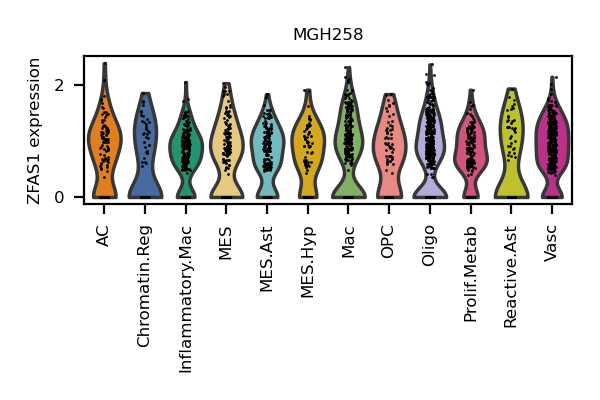 MGH258
ZFAS1 expression
2
0
AC
Chromatin.Reg
Inflammatory.Mac
MES
MES.Ast
MES.Hyp
Mac
OPC
Oligo
Prolif.Metab
Reactive.Ast
Vasc